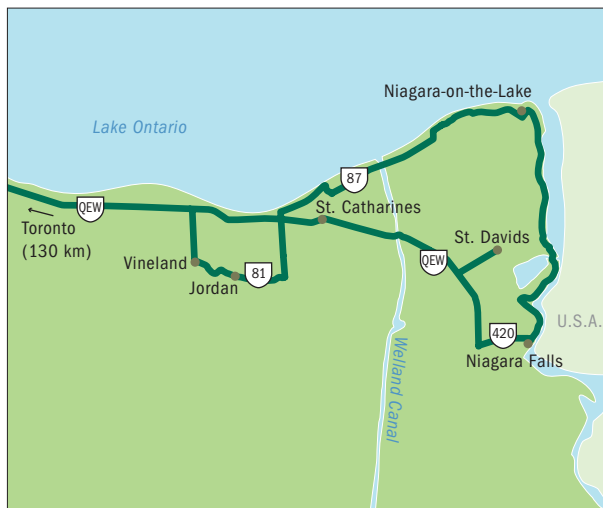 Niagara-on-the-Lake
Lake Ontario
87
QEW
St. Catharines
Toronto
(130 km)
St. Davids
Vineland
QEW
81
Jordan
U.S.A.
420
Niagara Falls
Welland Canal